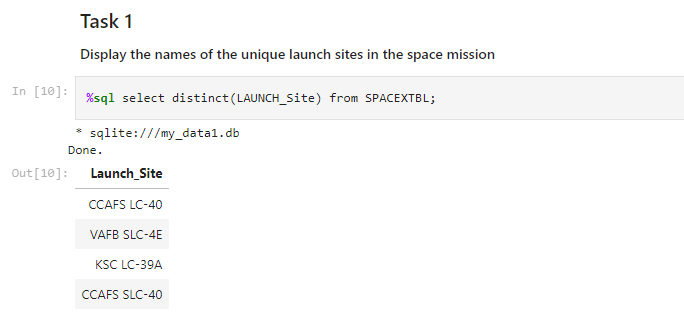 Task 1
Display the names of the unique launch sites in the space mission
In [10]: %sql select distinct(LAUNCH_Site) from SPACEXTBL;
* sqlite:///my_data1.db
Done.
Out[10]: Launch_Site
CCAFS LC-40
VAFB SLC-4E
KSC LC-39A
CCAFS SLC-40